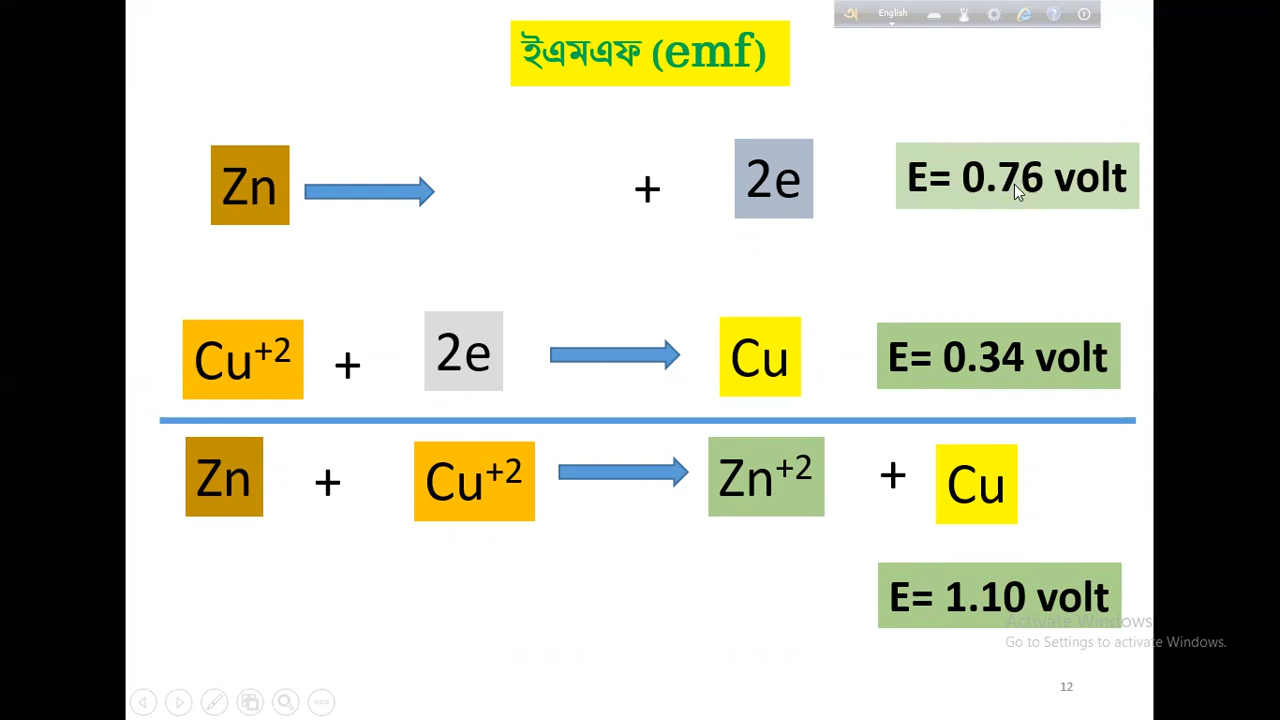 English
ইএমএফ (emf)
Zn + 2e E= 0.76 volt
Cu+2 + 2e Cu E= 0.34 volt
Zn + Cu+2 Zn+2 + Cu
E= 1.10 volt
Activate Windows
Go to Settings to activate Windows.
12